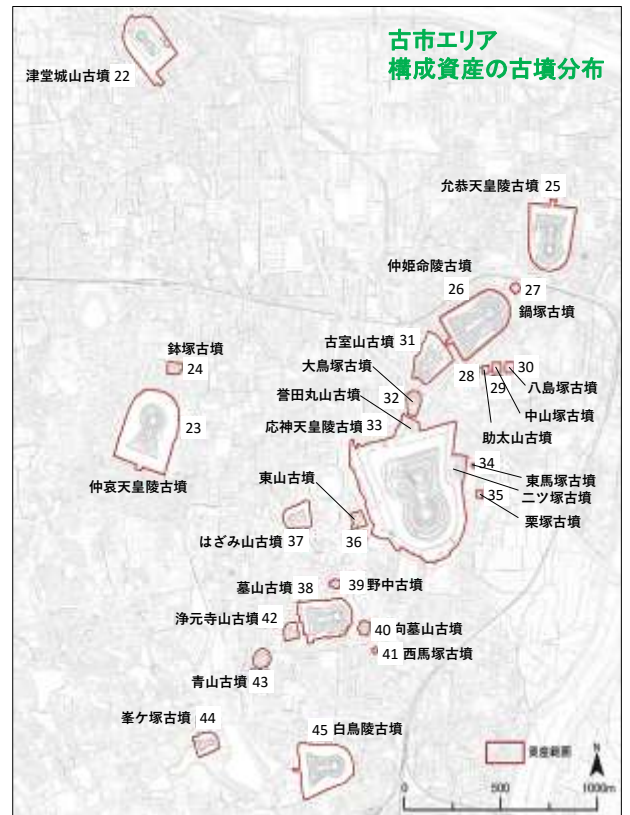 古市エリア
構成資産の古墳分布
津堂城山古墳 22
允恭天皇陵古墳 25
仲姫命陵古墳
26
27
鍋塚古墳
古室山古墳 31
鉢塚古墳
24
大鳥塚古墳
32
28
29
30
八島塚古墳
中山塚古墳
助太山古墳
誉田丸山古墳
応神天皇陵古墳 33
23
仲哀天皇陵古墳
34
東馬塚古墳
二ツ塚古墳
35
栗塚古墳
東山古墳
36
はざみ山古墳 37
墓山古墳 38
39 野中古墳
浄元寺山古墳 42
40 向墓山古墳
41 西馬塚古墳
青山古墳 43
峯ケ塚古墳 44
45 白鳥陵古墳
資産範囲
N
0 500 1000m